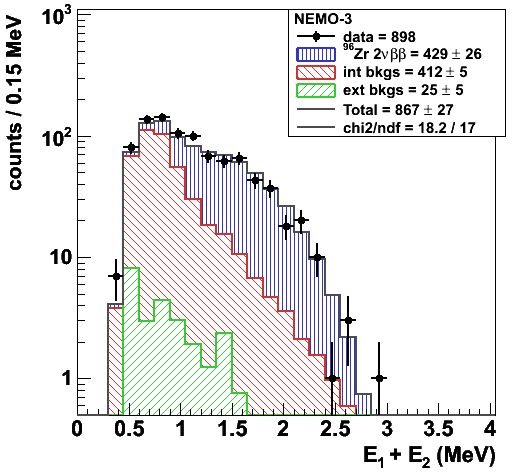 NEMO-3
data = 898
⁹⁶Zr 2νββ = 429 ± 26
int bkgs = 412 ± 5
ext bkgs = 25 ± 5
Total = 867 ± 27
chi2/ndf = 18.2 / 17
counts / 0.15 MeV
10³
10²
10
1
0 0.5 1 1.5 2 2.5 3 3.5 4
E₁ + E₂ (MeV)